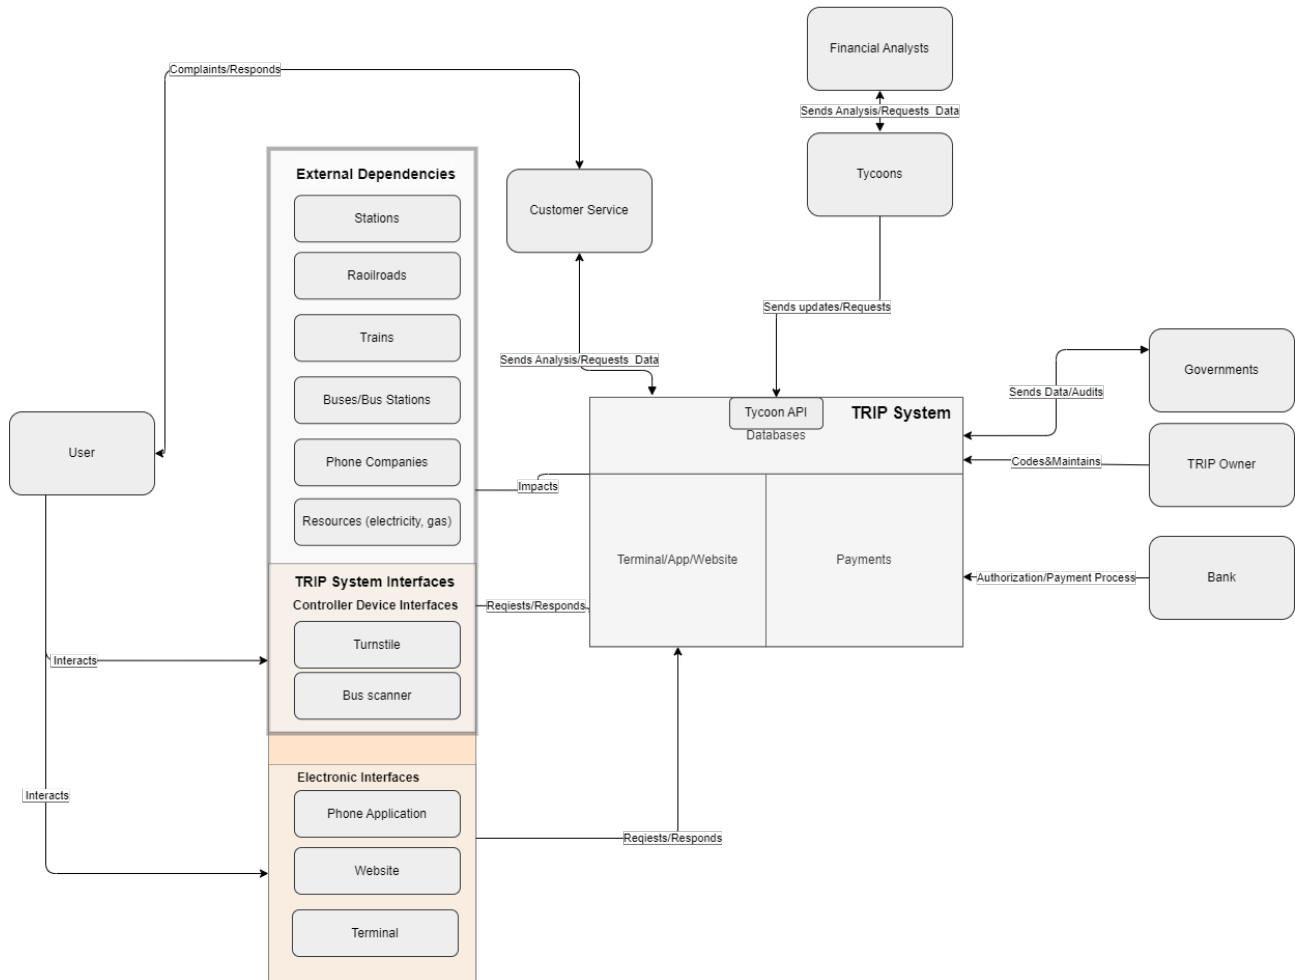 Financial Analysts
Complaints/Responds
Sends Analysis/Requests  Data
External Dependencies
Tycoons
Stations
Customer Service
Raoilroads
Sends updates/Requests
Trains
Sends Analysis/Requests  Data
Governments
Sends Data/Audits
Buses/Bus Stations
Tycoon API
TRIP System
Databases
User
Phone Companies
Codes&Maintains
TRIP Owner
Impacts
Resources (electricity, gas)
Terminal/App/Website
Payments
Authorization/Payment Process
Bank
TRIP System Interfaces
Controller Device Interfaces
Reqiests/Responds
Turnstile
Interacts
Bus scanner
Electronic Interfaces
Interacts
Phone Application
Reqiests/Responds
Website
Terminal